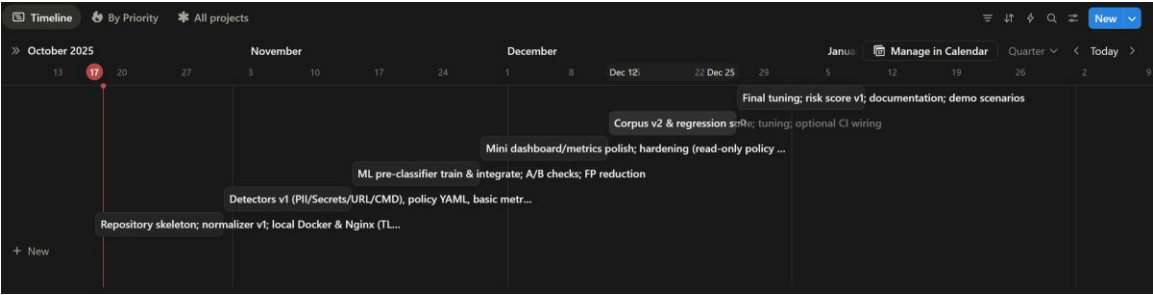 Timeline By Priority All projects New
October 2025 November December Manage in Calendar Quarter Today
13 17 20 27 3 10 17 24 1 8 Dec 12 22 Dec 25 29 5 12 19 26 2 9
Final tuning; risk score v1; documentation; demo scenarios
Corpus v2 & regression tuning; optional CI wiring
Mini dashboard/metrics polish; hardening (read-only policy ...
ML pre-classifier train & integrate; A/B checks; FP reduction
Detectors v1 (PII/Secrets/URL/CMD), policy YAML, basic metr...
Repository skeleton; normalizer v1; local Docker & Nginx (TL...
+ New